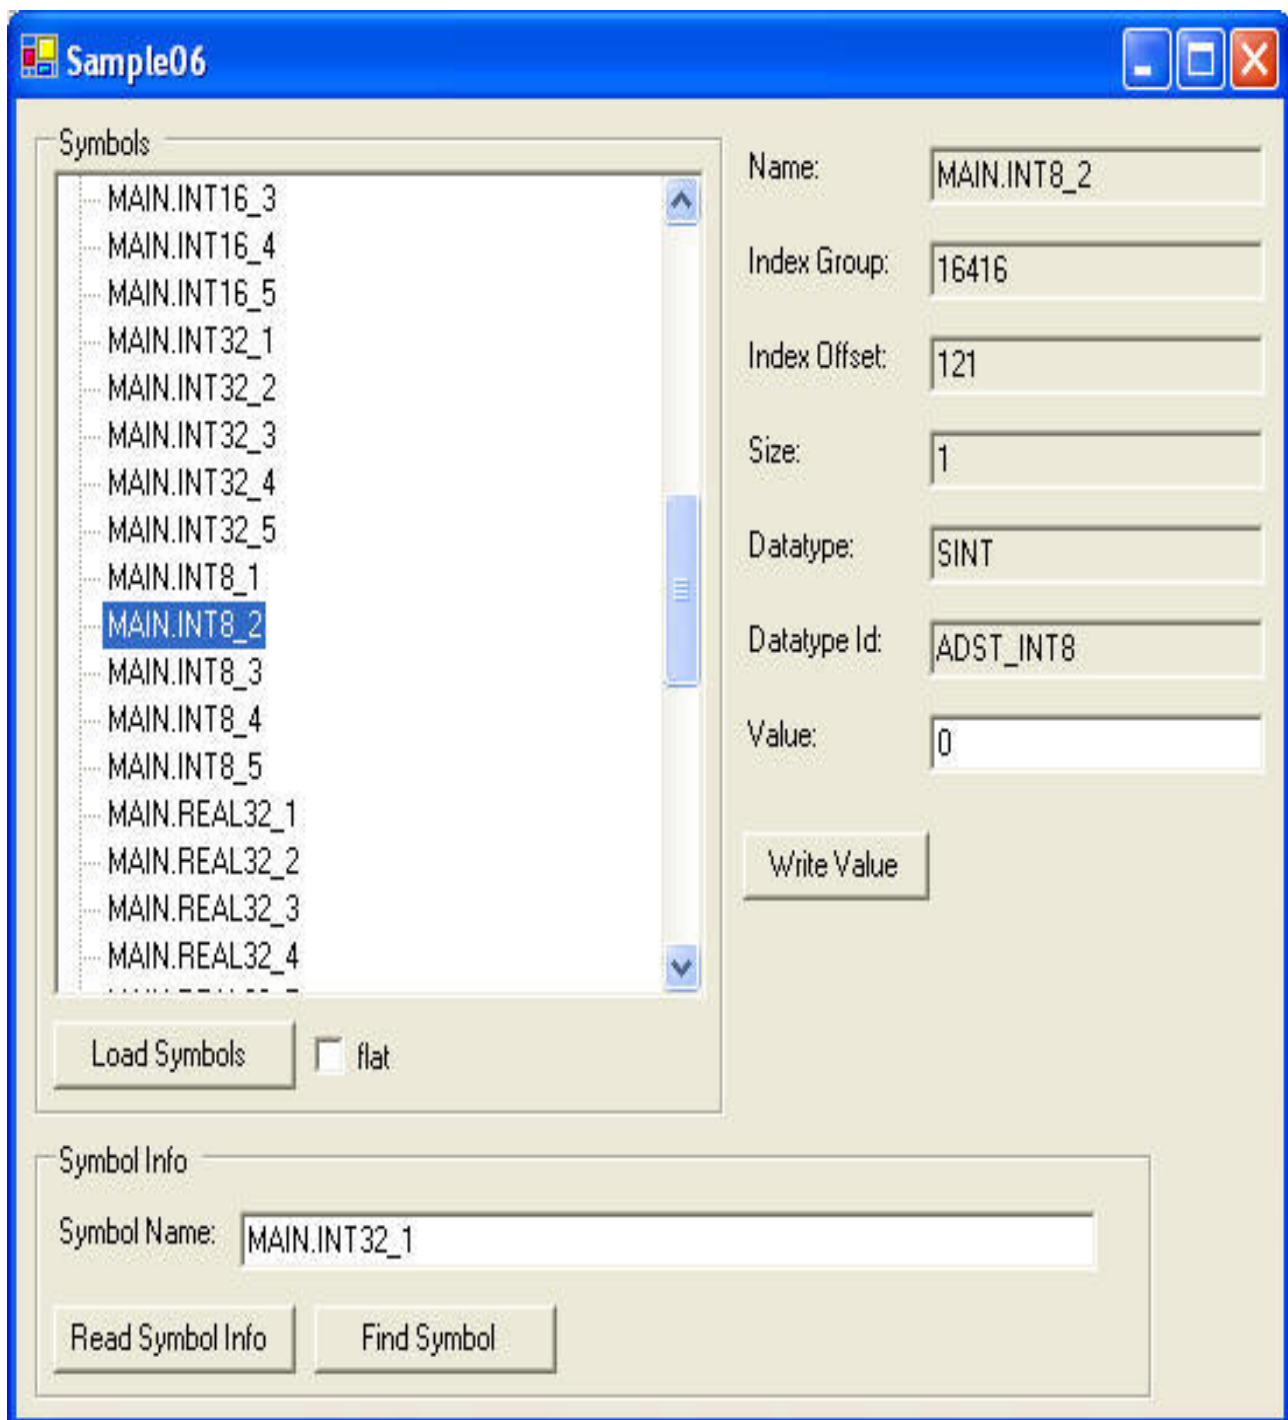 Sample06
Symbols
MAIN.INT16_3
MAIN.INT16_4
MAIN.INT16_5
MAIN.INT32_1
MAIN.INT32_2
MAIN.INT32_3
MAIN.INT32_4
MAIN.INT32_5
MAIN.INT8_1
MAIN.INT8_2
MAIN.INT8_3
MAIN.INT8_4
MAIN.INT8_5
MAIN.REAL32_1
MAIN.REAL32_2
MAIN.REAL32_3
MAIN.REAL32_4
Load Symbols
flat
Name: MAIN.INT8_2
Index Group: 16416
Index Offset: 121
Size: 1
Datatype: SINT
Datatype Id: ADST_INT8
Value: 0
Write Value
Symbol Info
Symbol Name: MAIN.INT32_1
Read Symbol Info
Find Symbol